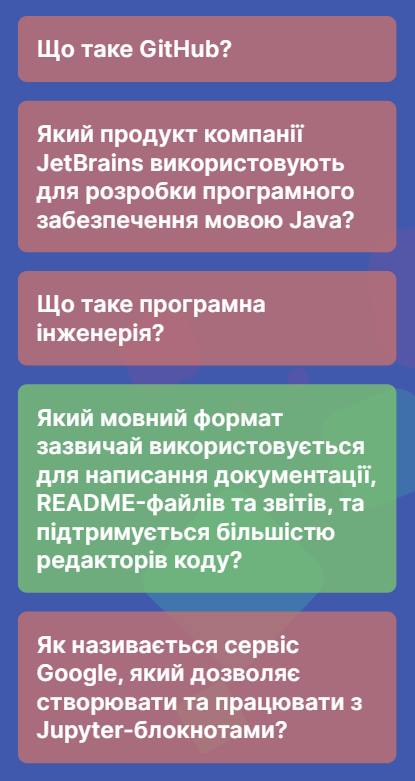 Що таке GitHub?
Який продукт компанії
JetBrains використовують
для розробки програмного
забезпечення мовою Java?
Що таке програмна
інженерія?
Який мовний формат
зазвичай використовується
для написання документації,
README-файлів та звітів, та
підтримується більшістю
редакторів коду?
Як називається сервіс
Google, який дозволяє
створювати та працювати з
Jupyter-блокнотами?